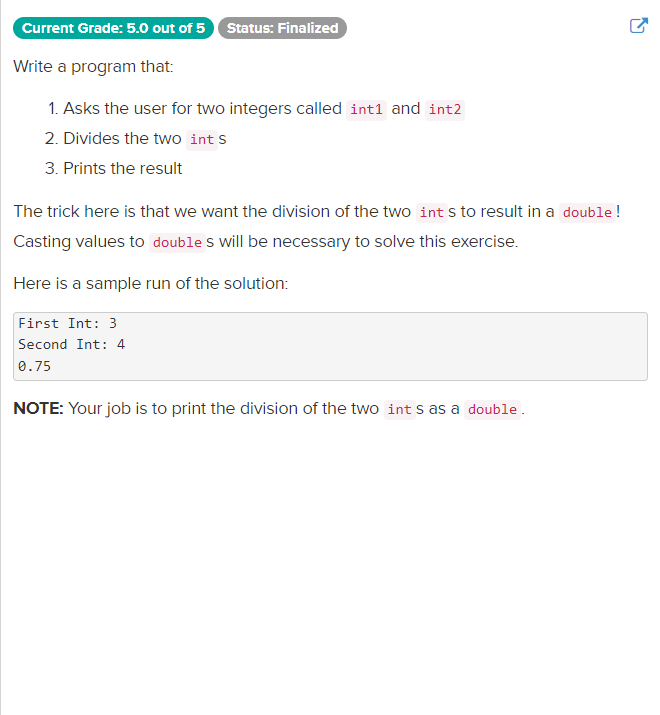 Current Grade: 5.0 out of 5 Status: Finalized
Write a program that:
1. Asks the user for two integers called int1 and int2
2. Divides the two int s
3. Prints the result
The trick here is that we want the division of the two int s to result in a double !
Casting values to double s will be necessary to solve this exercise.
Here is a sample run of the solution:
First Int: 3
Second Int: 4
0.75
NOTE: Your job is to print the division of the two int s as a double .